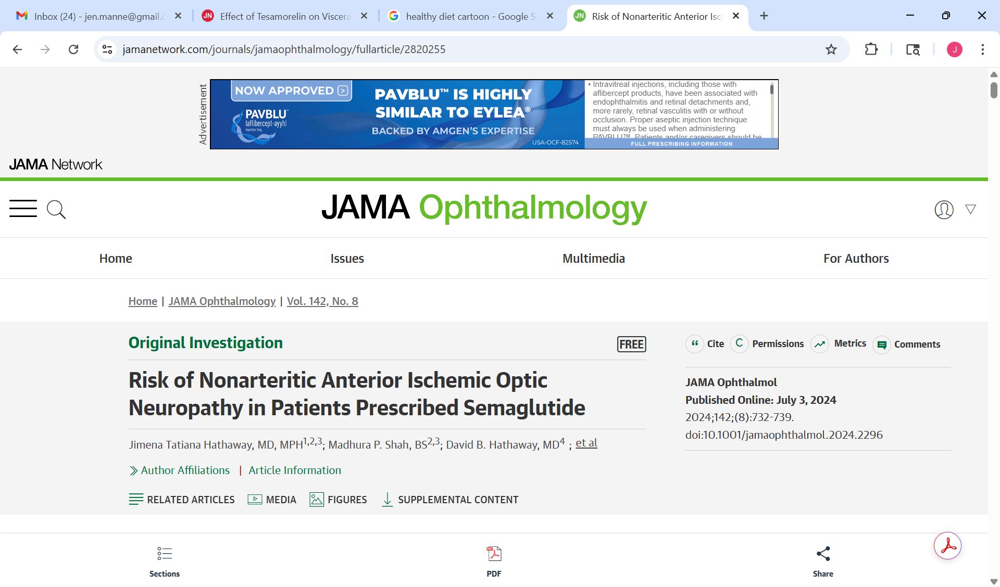 Inbox (24) - jen.manne@gmail.c
Effect of Tesamorelin on Viscera
healthy diet cartoon - Google S
Risk of Nonarteritic Anterior Isc
jamanetwork.com/journals/jamaophthalmology/fullarticle/2820255
J
Advertisement
NOW APPROVED
PAVBLU™
(aflibercept-ayyh)
Injection 2mg
PAVBLU™ IS HIGHLY
SIMILAR TO EYLEA®
BACKED BY AMGEN'S EXPERTISE
USA-OCF-82574
• Intravitreal injections, including those with
aflibercept products, have been associated with
endophthalmitis and retinal detachments and,
more rarely, retinal vasculitis with or without
occlusion. Proper aseptic injection technique
must always be used when administering
PAVBLU™. Patients and/or caregivers should be
FULL PRESCRIBING INFORMATION
JAMA Network
JAMA Ophthalmology
Home
Issues
Multimedia
For Authors
Home | JAMA Ophthalmology | Vol. 142, No. 8
Original Investigation
FREE
Risk of Nonarteritic Anterior Ischemic Optic
Neuropathy in Patients Prescribed Semaglutide
Jimena Tatiana Hathaway, MD, MPH1,2,3; Madhura P. Shah, BS2,3; David B. Hathaway, MD4 ; et al
Author Affiliations | Article Information
RELATED ARTICLES
MEDIA
FIGURES
SUPPLEMENTAL CONTENT
Cite
Permissions
Metrics
Comments
JAMA Ophthalmol
Published Online: July 3, 2024
2024;142;(8):732-739.
doi:10.1001/jamaophthalmol.2024.2296
Sections
PDF
Share